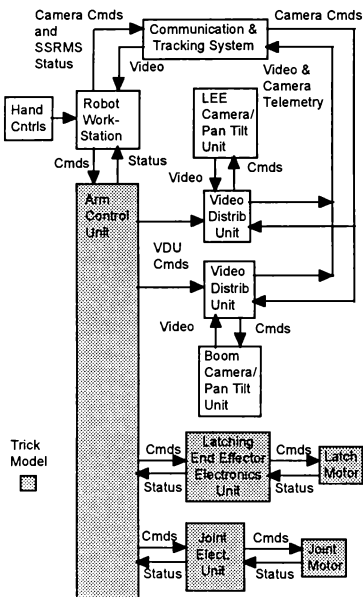 Camera Cmds
and
SSRMS
Status
Communication &
Tracking System
Camera Cmds
Video
Video &
Camera
Telemetry
Hand
Cntrls
Robot
Work-
Station
LEE
Camera/
Pan Tilt
Unit
Cmds
Status
Video
Cmds
Arm
Control
Unit
Video
Distrib
Unit
VDU
Cmds
Video
Distrib
Unit
Video
Cmds
Boom
Camera/
Pan Tilt
Unit
Trick
Model
Cmds
Status
Latching
End Effector
Electronics
Unit
Cmds
Status
Latch
Motor
Cmds
Status
Joint
Elect.
Unit
Cmds
Status
Joint
Motor